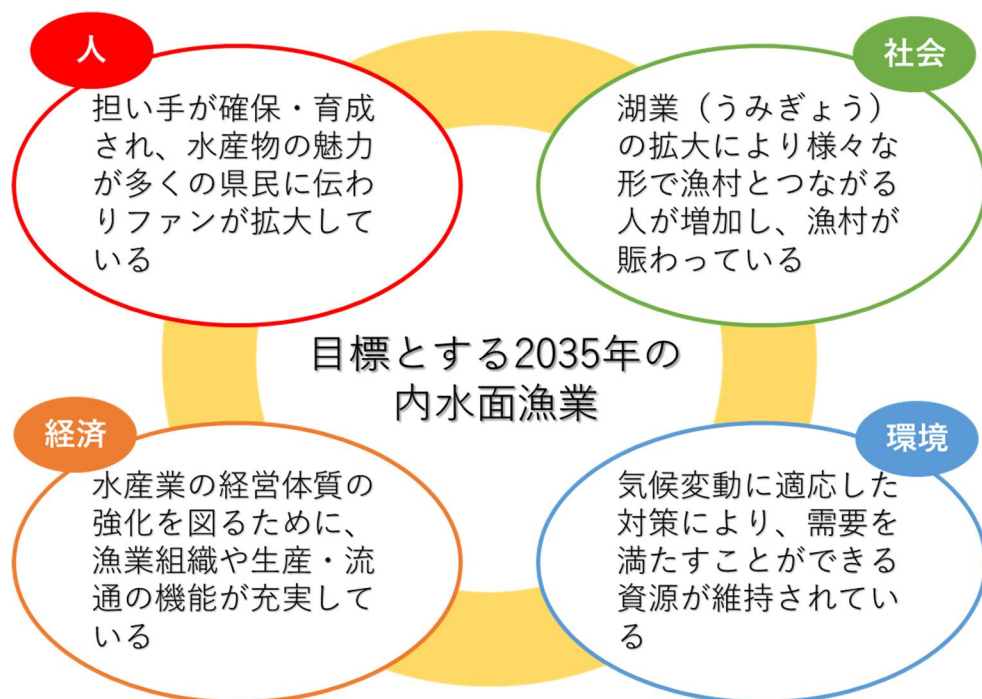 人
担い手が確保・育成
され、水産物の魅力
が多くの県民に伝わ
りファンが拡大して
いる
社会
湖業（うみぎょう）
の拡大により様々な
形で漁村とつながる
人が増加し、漁村が
賑わっている
目標とする2035年の
内水面漁業
経済
水産業の経営体質の
強化を図るために、
漁業組織や生産・流
通の機能が充実して
いる
環境
気候変動に適応した
対策により、需要を
満たすことができる
資源が維持されてい
る